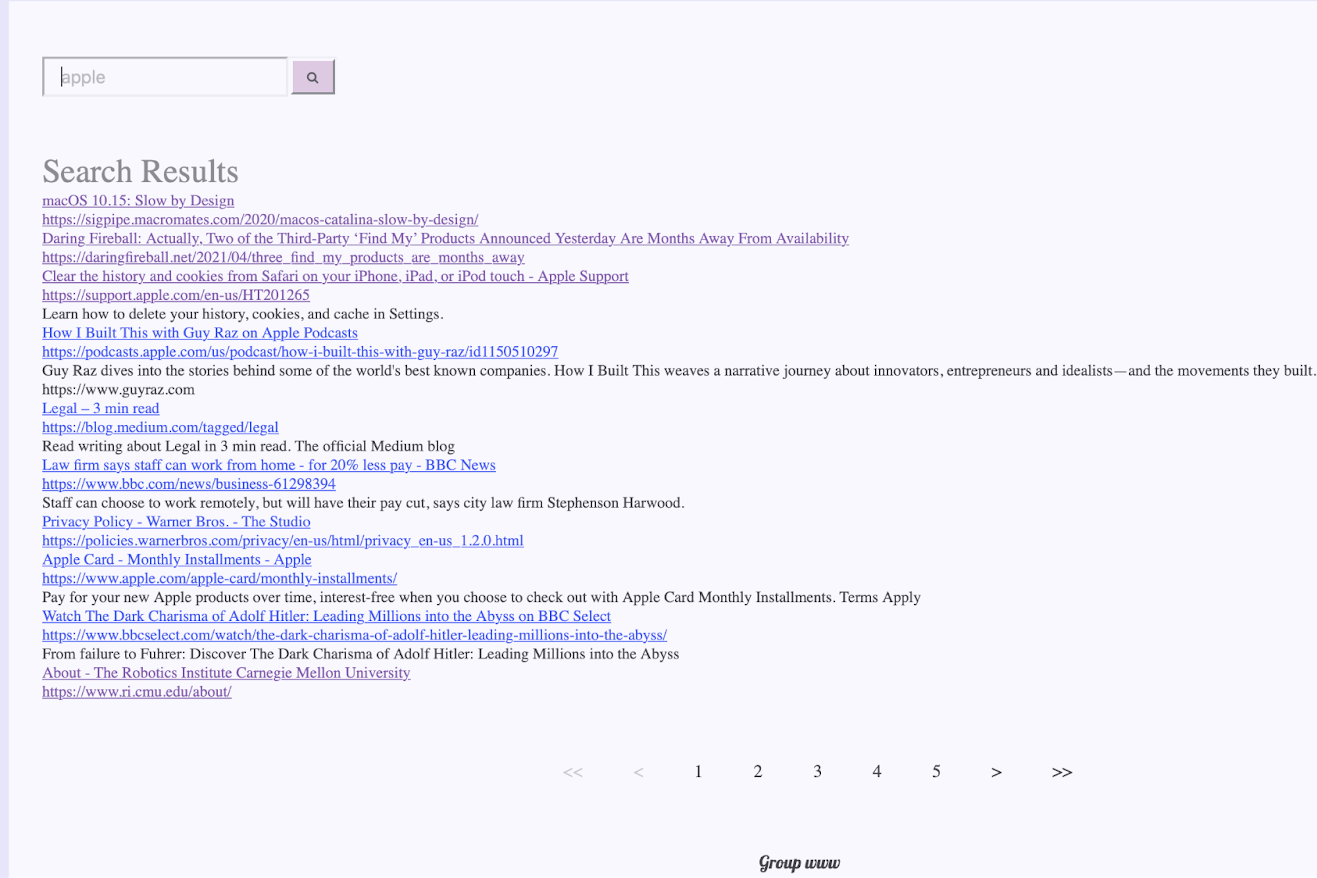 apple
Search Results
macOS 10.15: Slow by Design
https://sigpipe.macromates.com/2020/macos-catalina-slow-by-design/
Daring Fireball: Actually, Two of the Third-Party ‘Find My’ Products Announced Yesterday Are Months Away From Availability
https://daringfireball.net/2021/04/three_find_my_products_are_months_away
Clear the history and cookies from Safari on your iPhone, iPad, or iPod touch - Apple Support
https://support.apple.com/en-us/HT201265
Learn how to delete your history, cookies, and cache in Settings.
How I Built This with Guy Raz on Apple Podcasts
https://podcasts.apple.com/us/podcast/how-i-built-this-with-guy-raz/id1150510297
Guy Raz dives into the stories behind some of the world's best known companies. How I Built This weaves a narrative journey about innovators, entrepreneurs and idealists—and the movements they built.
https://www.guyraz.com
Legal – 3 min read
https://blog.medium.com/tagged/legal
Read writing about Legal in 3 min read. The official Medium blog
Law firm says staff can work from home - for 20% less pay - BBC News
https://www.bbc.com/news/business-61298394
Staff can choose to work remotely, but will have their pay cut, says city law firm Stephenson Harwood.
Privacy Policy - Warner Bros. - The Studio
https://policies.warnerbros.com/privacy/en-us/html/privacy_en-us_1.2.0.html
Apple Card - Monthly Installments - Apple
https://www.apple.com/apple-card/monthly-installments/
Pay for your new Apple products over time, interest-free when you choose to check out with Apple Card Monthly Installments. Terms Apply
Watch The Dark Charisma of Adolf Hitler: Leading Millions into the Abyss on BBC Select
https://www.bbcselect.com/watch/the-dark-charisma-of-adolf-hitler-leading-millions-into-the-abyss/
From failure to Fuhrer: Discover The Dark Charisma of Adolf Hitler: Leading Millions into the Abyss
About - The Robotics Institute Carnegie Mellon University
https://www.ri.cmu.edu/about/
<< < 1 2 3 4 5 > >>
Group www